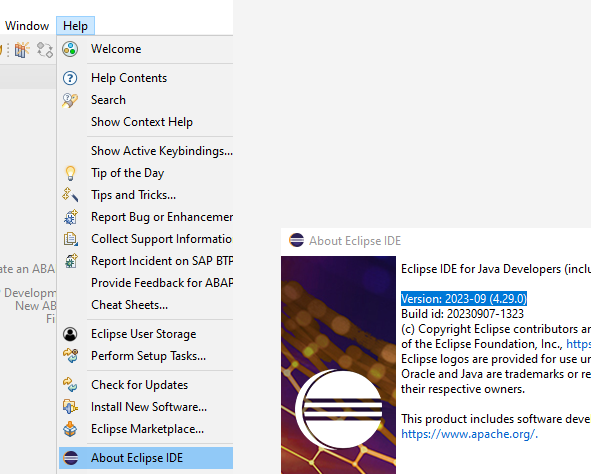 Window
Help
Welcome
Help Contents
Search
Show Context Help
Show Active Keybindings...
Tip of the Day
Tips and Tricks...
Report Bug or Enhancemen
Collect Support Informatio
Report Incident on SAP BTP
Provide Feedback for ABAP
Cheat Sheets...
Eclipse User Storage
Perform Setup Tasks...
Check for Updates
Install New Software...
Eclipse Marketplace...
About Eclipse IDE
ate an ABA
Developm
New AB
Fi
About Eclipse IDE
Eclipse IDE for Java Developers (inclu
Version: 2023-09 (4.29.0)
Build id: 20230907-1323
(c) Copyright Eclipse contributors an
of the Eclipse Foundation, Inc., https
Eclipse logos are provided for use un
Oracle and Java are trademarks or re
their respective owners.
This product includes software deve
https://www.apache.org/.